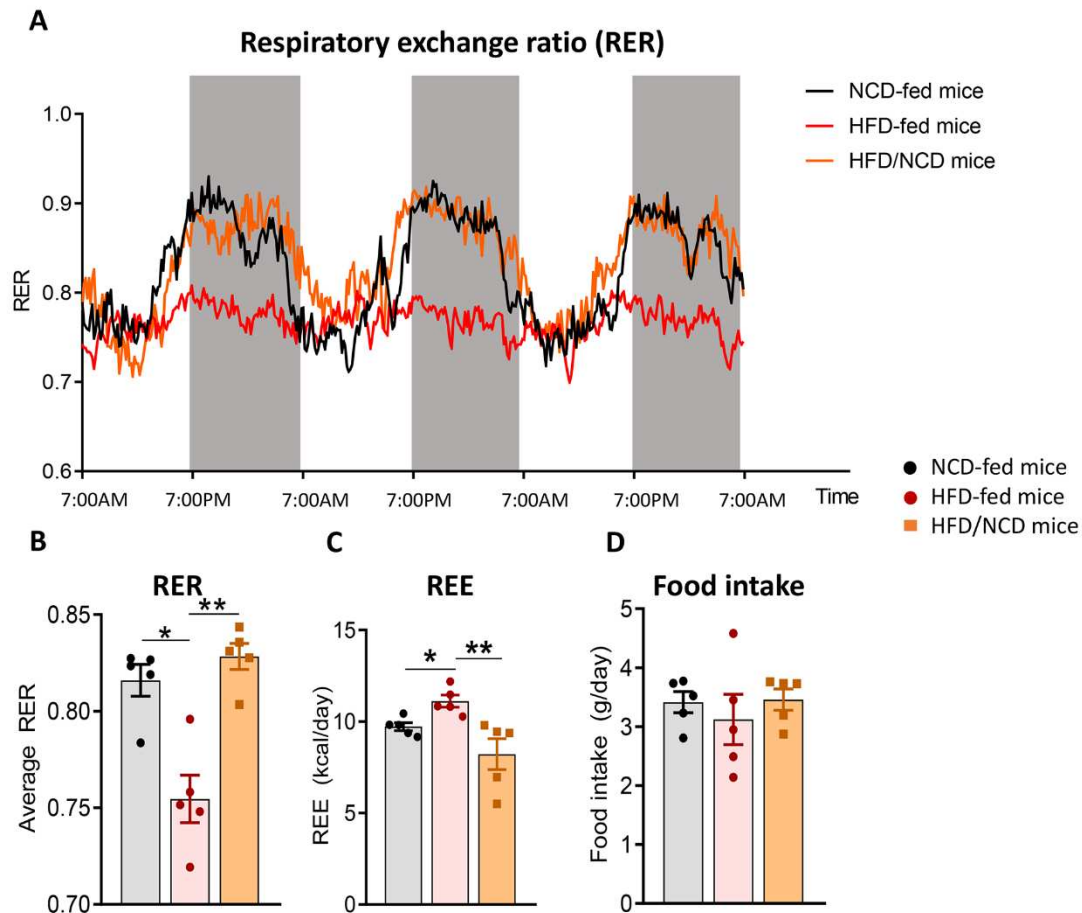 A
Respiratory exchange ratio (RER)
NCD-fed mice
HFD-fed mice
HFD/NCD mice
1.0
0.9
0.8
0.7
0.6
RER
7:00AM 7:00PM 7:00AM 7:00PM 7:00AM 7:00PM 7:00AM Time
NCD-fed mice
HFD-fed mice
HFD/NCD mice
B
RER
* **
0.85
0.80
0.75
0.70
Average RER
C
REE
* **
15
10
5
0
REE (kcal/day)
D
Food intake
5
4
3
2
1
0
Food intake (g/day)